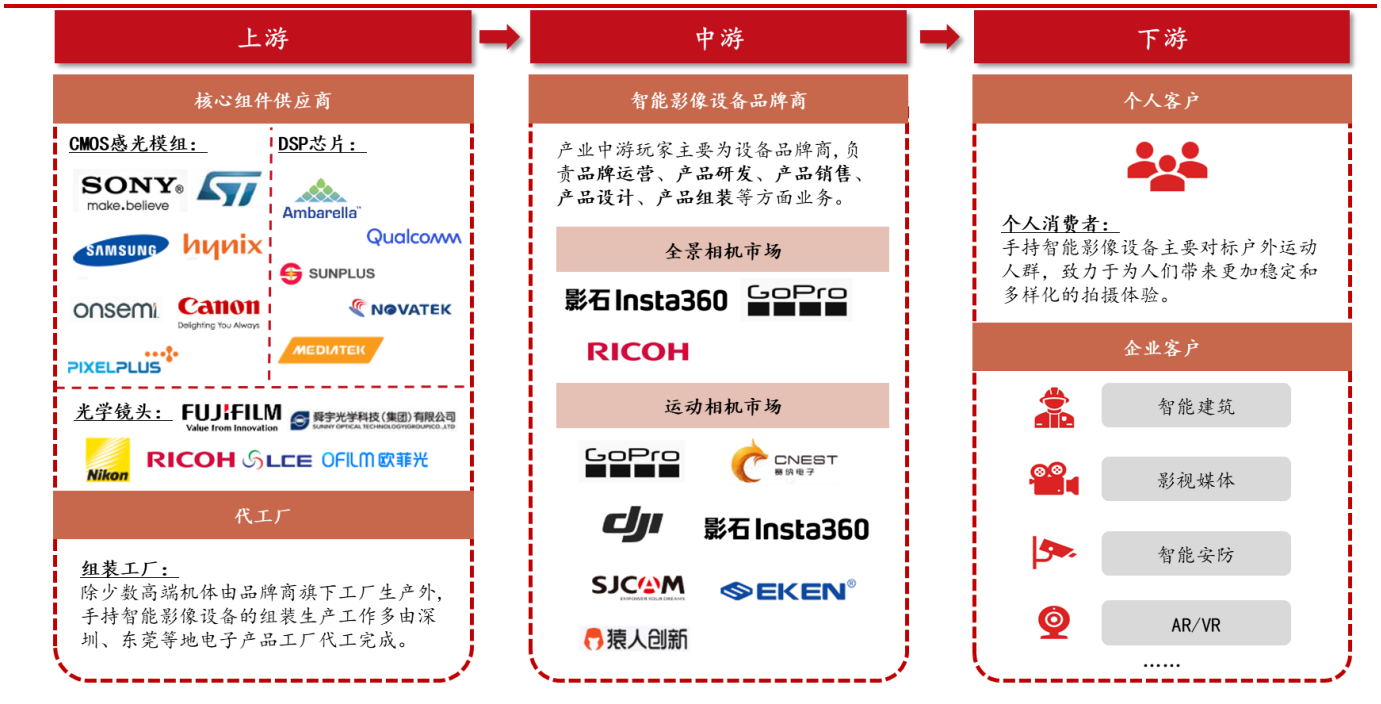 上游
中游
下游
核心组件供应商
CMOS感光模组：
SONY®
make.believe
ST
SAMSUNG
hynix
onsemi
Canon
Delighting You Always
PIXELPLUS
DSP芯片：
Ambarella
Qualcomm
SUNPLUS
NOVATEK
MEDIATEK
光学镜头：
FUJIFILM
Value from Innovation
舜宇光学科技(集团)有限公司
SUNNY OPTICAL TECHNOLOGY(GROUP)CO.,LTD
Nikon
RICOH
LCE
OFILM欧菲光
代工厂
组装工厂：
除少数高端机体由品牌商旗下工厂生产外,
手持智能影像设备的组装生产工作多由深
圳、东莞等地电子产品工厂代工完成。
智能影像设备品牌商
产业中游玩家主要为设备品牌商,负
责品牌运营、产品研发、产品销售、
产品设计、产品组装等方面业务。
全景相机市场
影石Insta360
GoPro
RICOH
运动相机市场
GoPro
CNEST
赛纳电子
dji
影石Insta360
SJCAM
EMPOWER YOUR DREAMS
EKEN®
猿人创新
个人客户
个人消费者：
手持智能影像设备主要对标户外运动
人群，致力于为人们带来更加稳定和
多样化的拍摄体验。
企业客户
智能建筑
影视媒体
智能安防
AR/VR
……